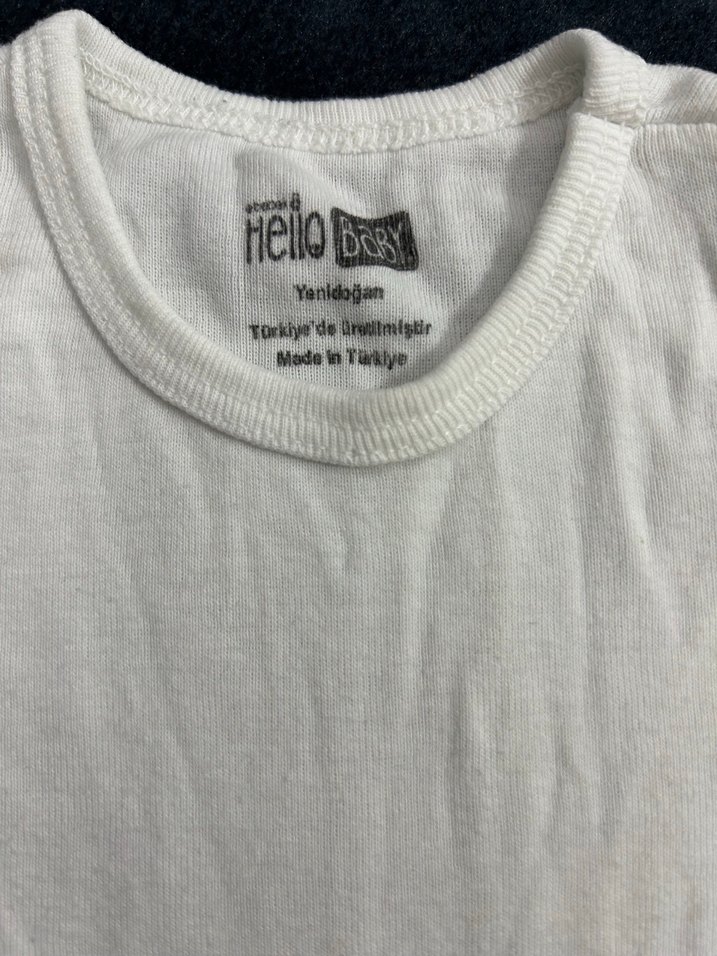 Hello BABY
Yenidoğan
Türkiye'de üretilmiştir
Made in Türkiye